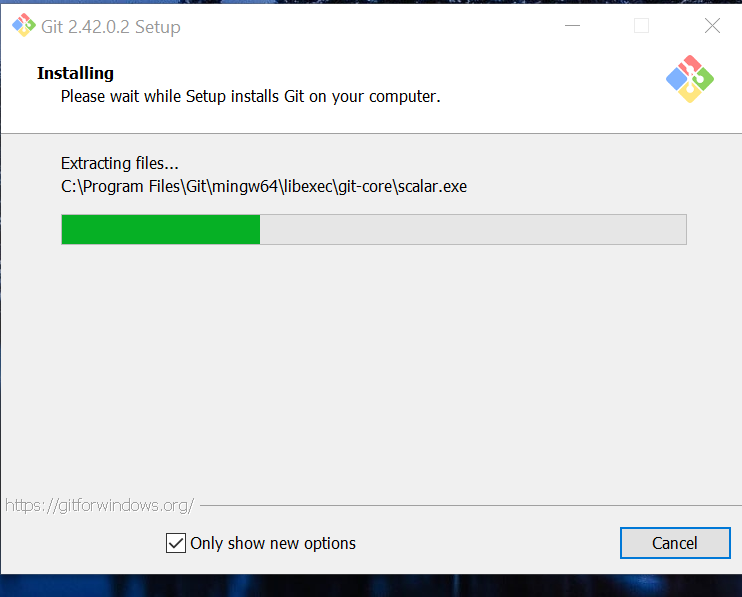 Git 2.42.0.2 Setup
Installing
Please wait while Setup installs Git on your computer.
Extracting files...
C:\Program Files\Git\mingw64\libexec\git-core\scalar.exe
https://gitforwindows.org/
Only show new options
Cancel